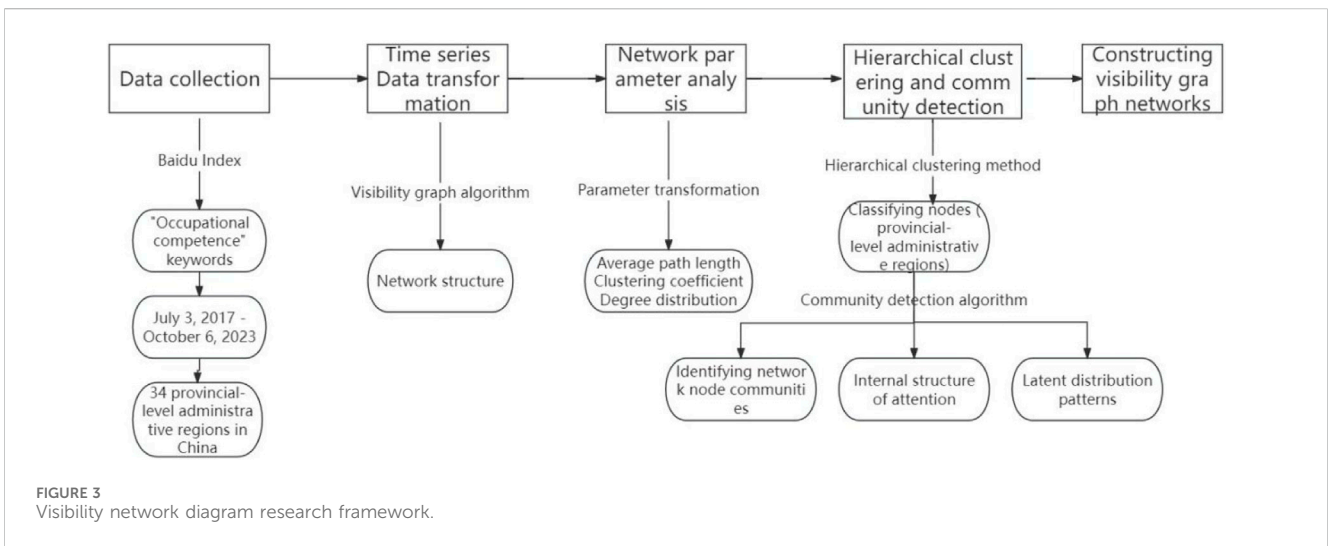 Data collection
Time series
Data transfor
mation
Network par
ameter analy
sis
Hierarchical clust
ering and comm
unity detection
Constructing
visibility gra
ph networks
Baidu Index
Visibility graph algorithm
Parameter transformation
Hierarchical clustering method
"Occupational
competence"
keywords
Classifying nodes (
provincial-
level administrativ
e regions)
Network structure
Average path length
Clustering coefficient
Degree distribution
Community detection algorithm
July 3, 2017 -
October 6, 2023
34 provincial-
level administra
tive regions in
China
Identifying networ
k node communiti
es
Internal structure
of attention
Latent distribution
patterns
FIGURE 3
Visibility network diagram research framework.